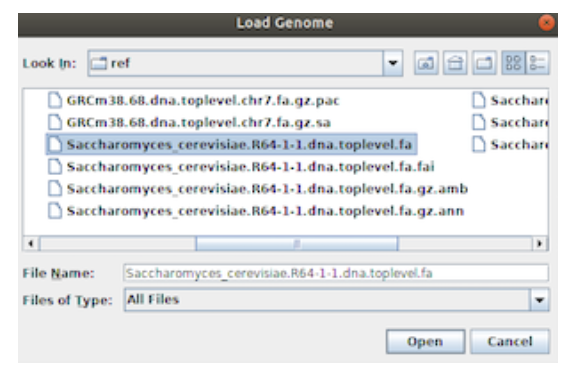 Load Genome
Look In: ref
GRCm38.68.dna.toplevel.chr7.fa.gz.pac
GRCm38.68.dna.toplevel.chr7.fa.gz.sa
Saccharomyces_cerevisiae.R64-1-1.dna.toplevel.fa
Saccharomyces_cerevisiae.R64-1-1.dna.toplevel.fa.fai
Saccharomyces_cerevisiae.R64-1-1.dna.toplevel.fa.gz.amb
Saccharomyces_cerevisiae.R64-1-1.dna.toplevel.fa.gz.ann
Sacchar
Sacchar
Sacchar
File Name: Saccharomyces_cerevisiae.R64-1-1.dna.toplevel.fa
Files of Type: All Files
Open Cancel